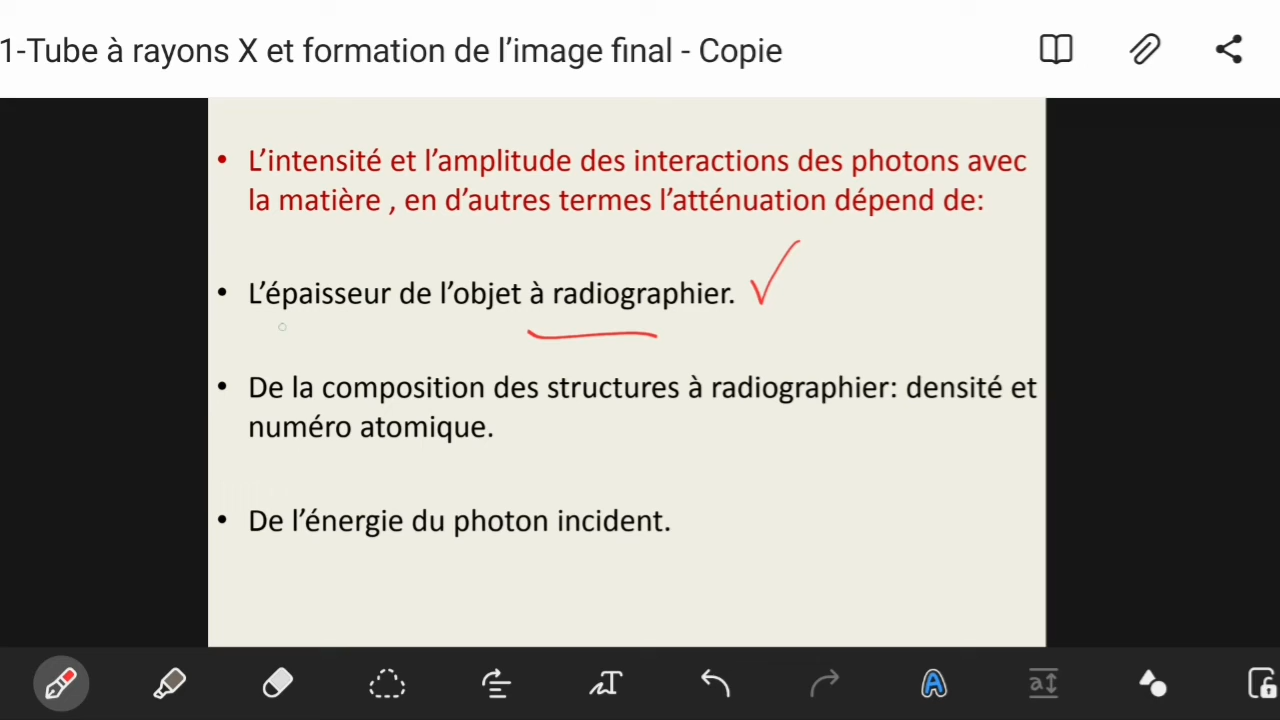 1-Tube à rayons X et formation de l’image final - Copie
• L’intensité et l’amplitude des interactions des photons avec
la matière , en d’autres termes l’atténuation dépend de:
• L’épaisseur de l’objet à radiographier.
• De la composition des structures à radiographier: densité et
numéro atomique.
• De l’énergie du photon incident.